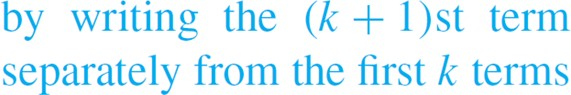 by writing the (k + 1)st term
separately from the first k terms